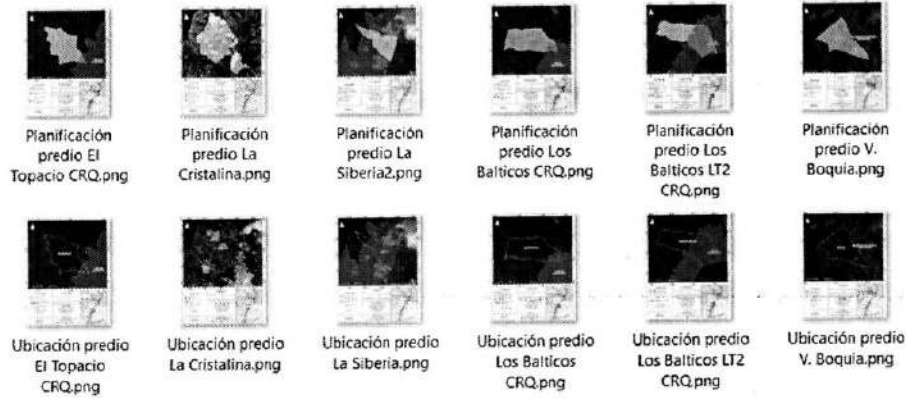 Planificación
predio El
Topacio CRQ.png
Planificación
predio La
Cristalina.png
Planificación
predio La
Siberia2.png
Planificación
predio Los
Balticos CRQ.png
Planificación
predio Los
Balticos LT2
CRQ.png
Planificación
predio V.
Boquia.png
Ubicación predio
El Topacio
CRQ.png
Ubicación predio
La Cristalina.png
Ubicación predio
La Siberia.png
Ubicación predio
Los Balticos
CRQ.png
Ubicación predio
Los Balticos LT2
CRQ.png
Ubicación predio
V. Boquia.png